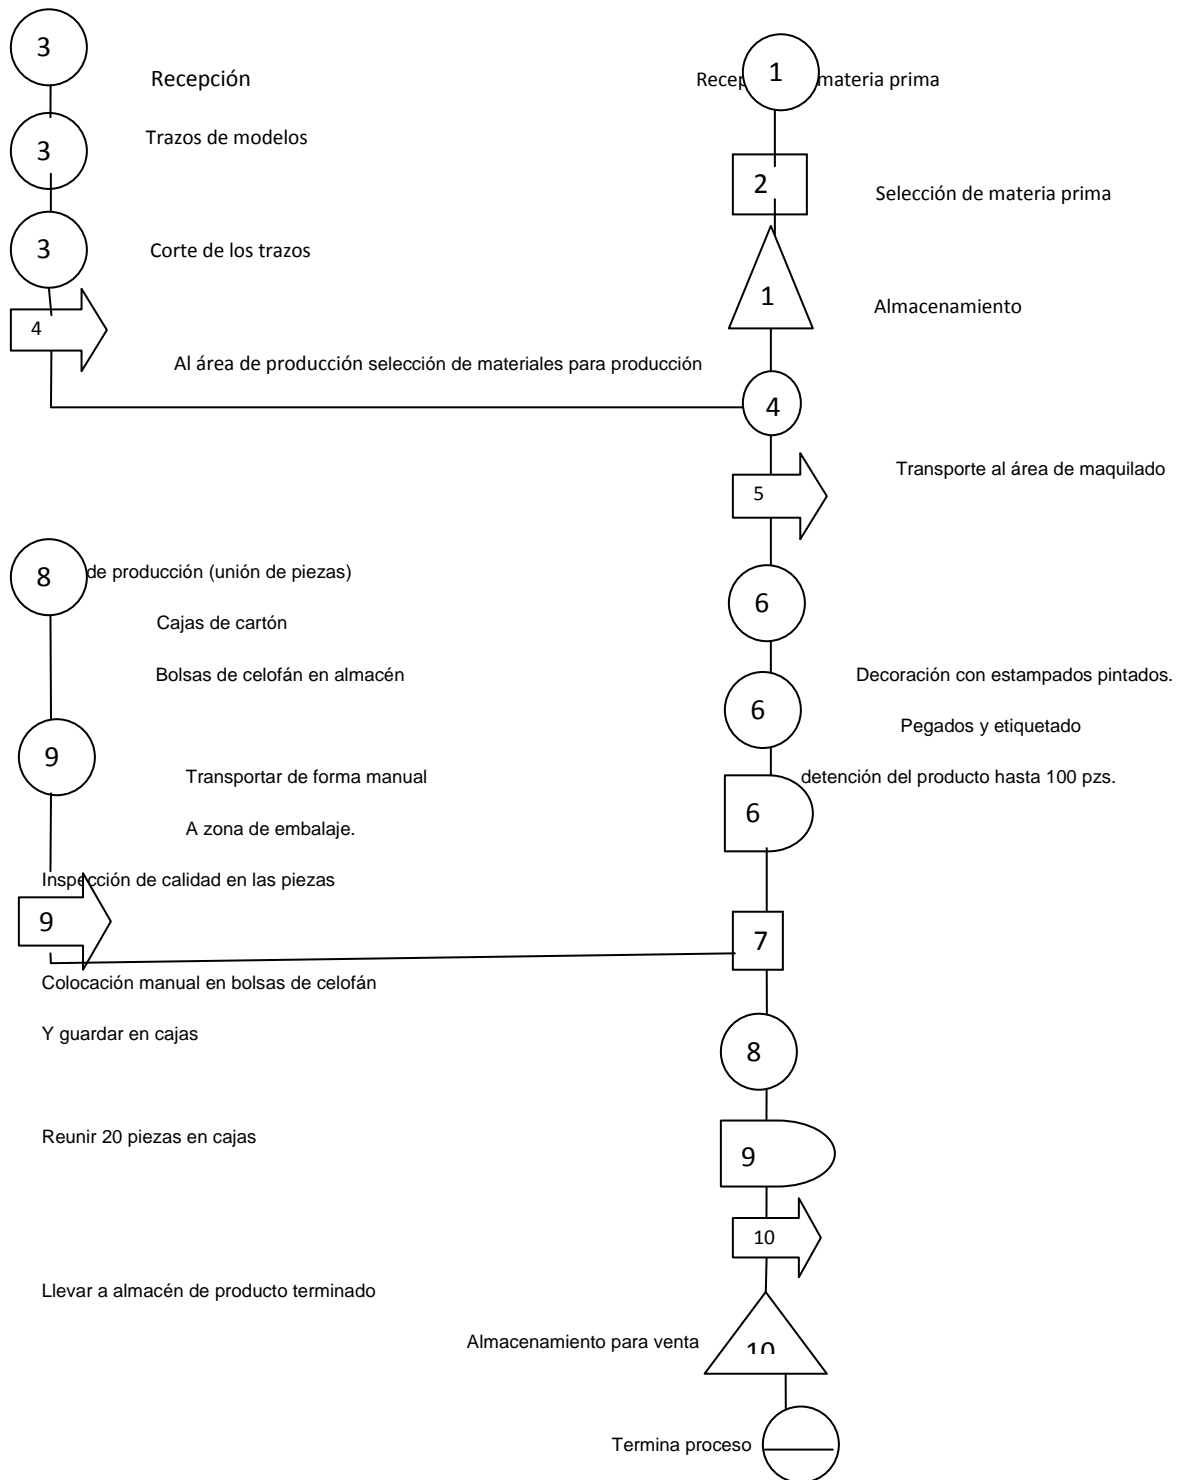 3
1
Recepción
Recep materia prima
Trazos de modelos
3
2
Selección de materia prima
3
Corte de los trazos
1
Almacenamiento
4
Al área de producción selección de materiales para producción
4
Transporte al área de maquilado
5
8
de producción (unión de piezas)
6
Cajas de cartón
Bolsas de celofán en almacén
Decoración con estampados pintados.
6
Pegados y etiquetado
9
Transportar de forma manual
detención del producto hasta 100 pzs.
6
A zona de embalaje.
Inspección de calidad en las piezas
9
7
Colocación manual en bolsas de celofán
Y guardar en cajas
8
Reunir 20 piezas en cajas
9
10
Llevar a almacén de producto terminado
Almacenamiento para venta
10
Termina proceso